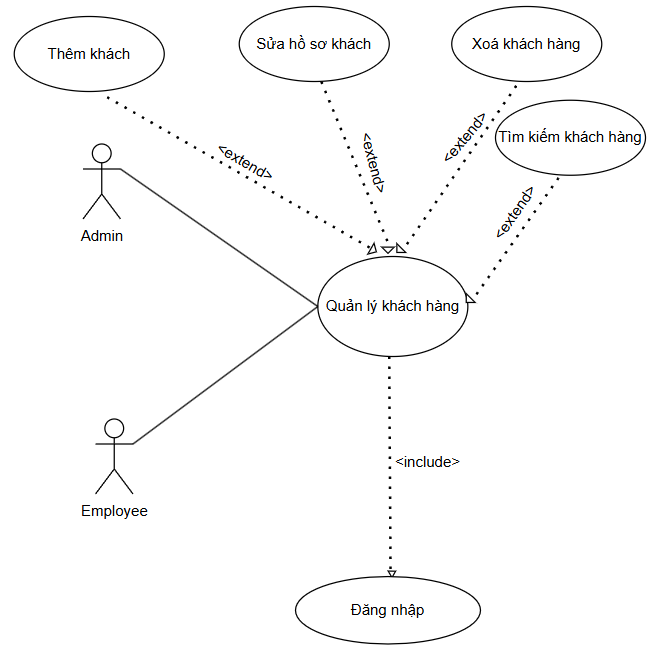 Thêm khách
Sửa hồ sơ khách
Xoá khách hàng
Tìm kiếm khách hàng
<extend>
<extend>
<extend>
<extend>
Admin
Quản lý khách hàng
Employee
<include>
Đăng nhập